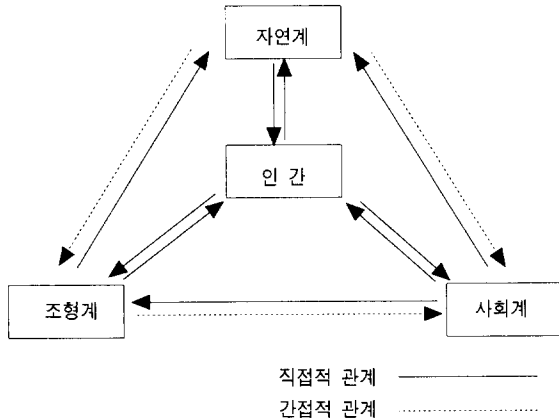 자연계
인 간
조형계
사회계
직접적 관계
간접적 관계